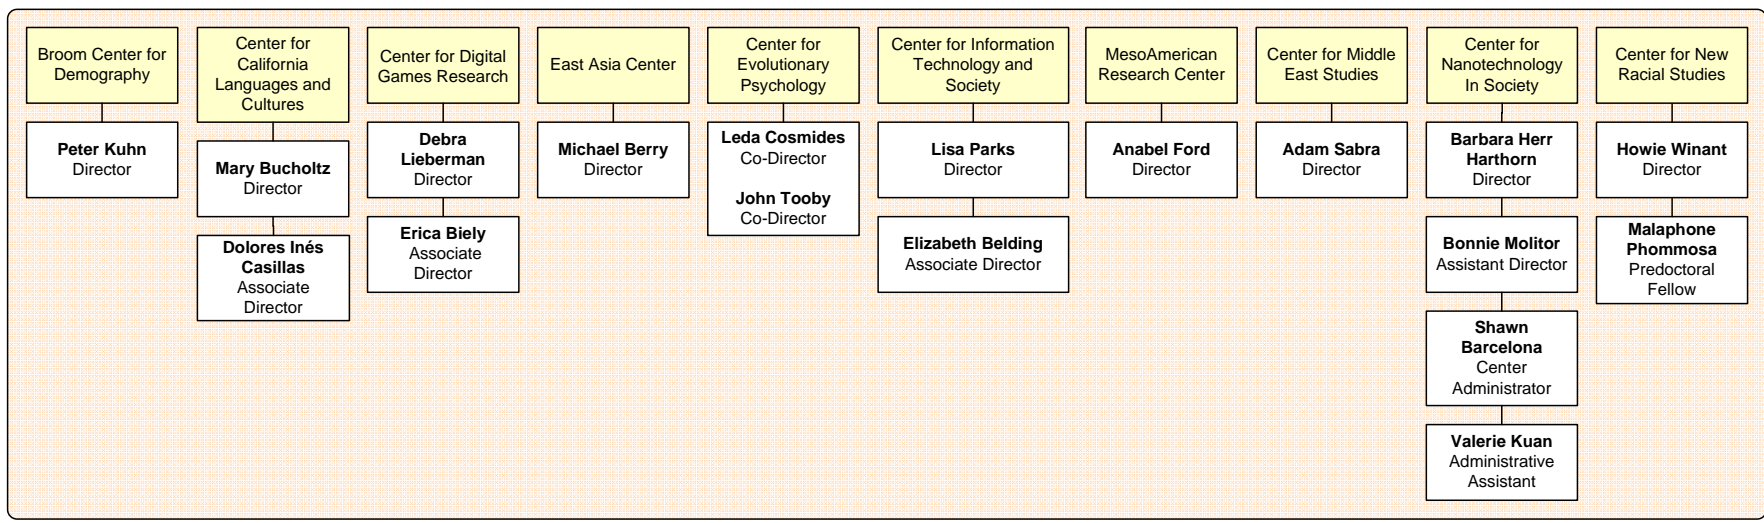 Broom Center for
Demography
Peter Kuhn
Director
Center for
California
Languages and
Cultures
Mary Bucholtz
Director
Dolores Inés
Casillas
Associate
Director
Center for Digital
Games Research
Debra
Lieberman
Director
Erica Biely
Associate
Director
East Asia Center
Michael Berry
Director
Center for
Evolutionary
Psychology
Leda Cosmides
Co-Director
John Tooby
Co-Director
Center for Information
Technology and
Society
Lisa Parks
Director
Elizabeth Belding
Associate Director
MesoAmerican
Research Center
Anabel Ford
Director
Center for Middle
East Studies
Adam Sabra
Director
Center for
Nanotechnology
In Society
Barbara Herr
Harthorn
Director
Bonnie Molitor
Assistant Director
Shawn
Barcelona
Center
Administrator
Valerie Kuan
Administrative
Assistant
Center for New
Racial Studies
Howie Winant
Director
Malaphone
Phommosa
Predoctoral
Fellow